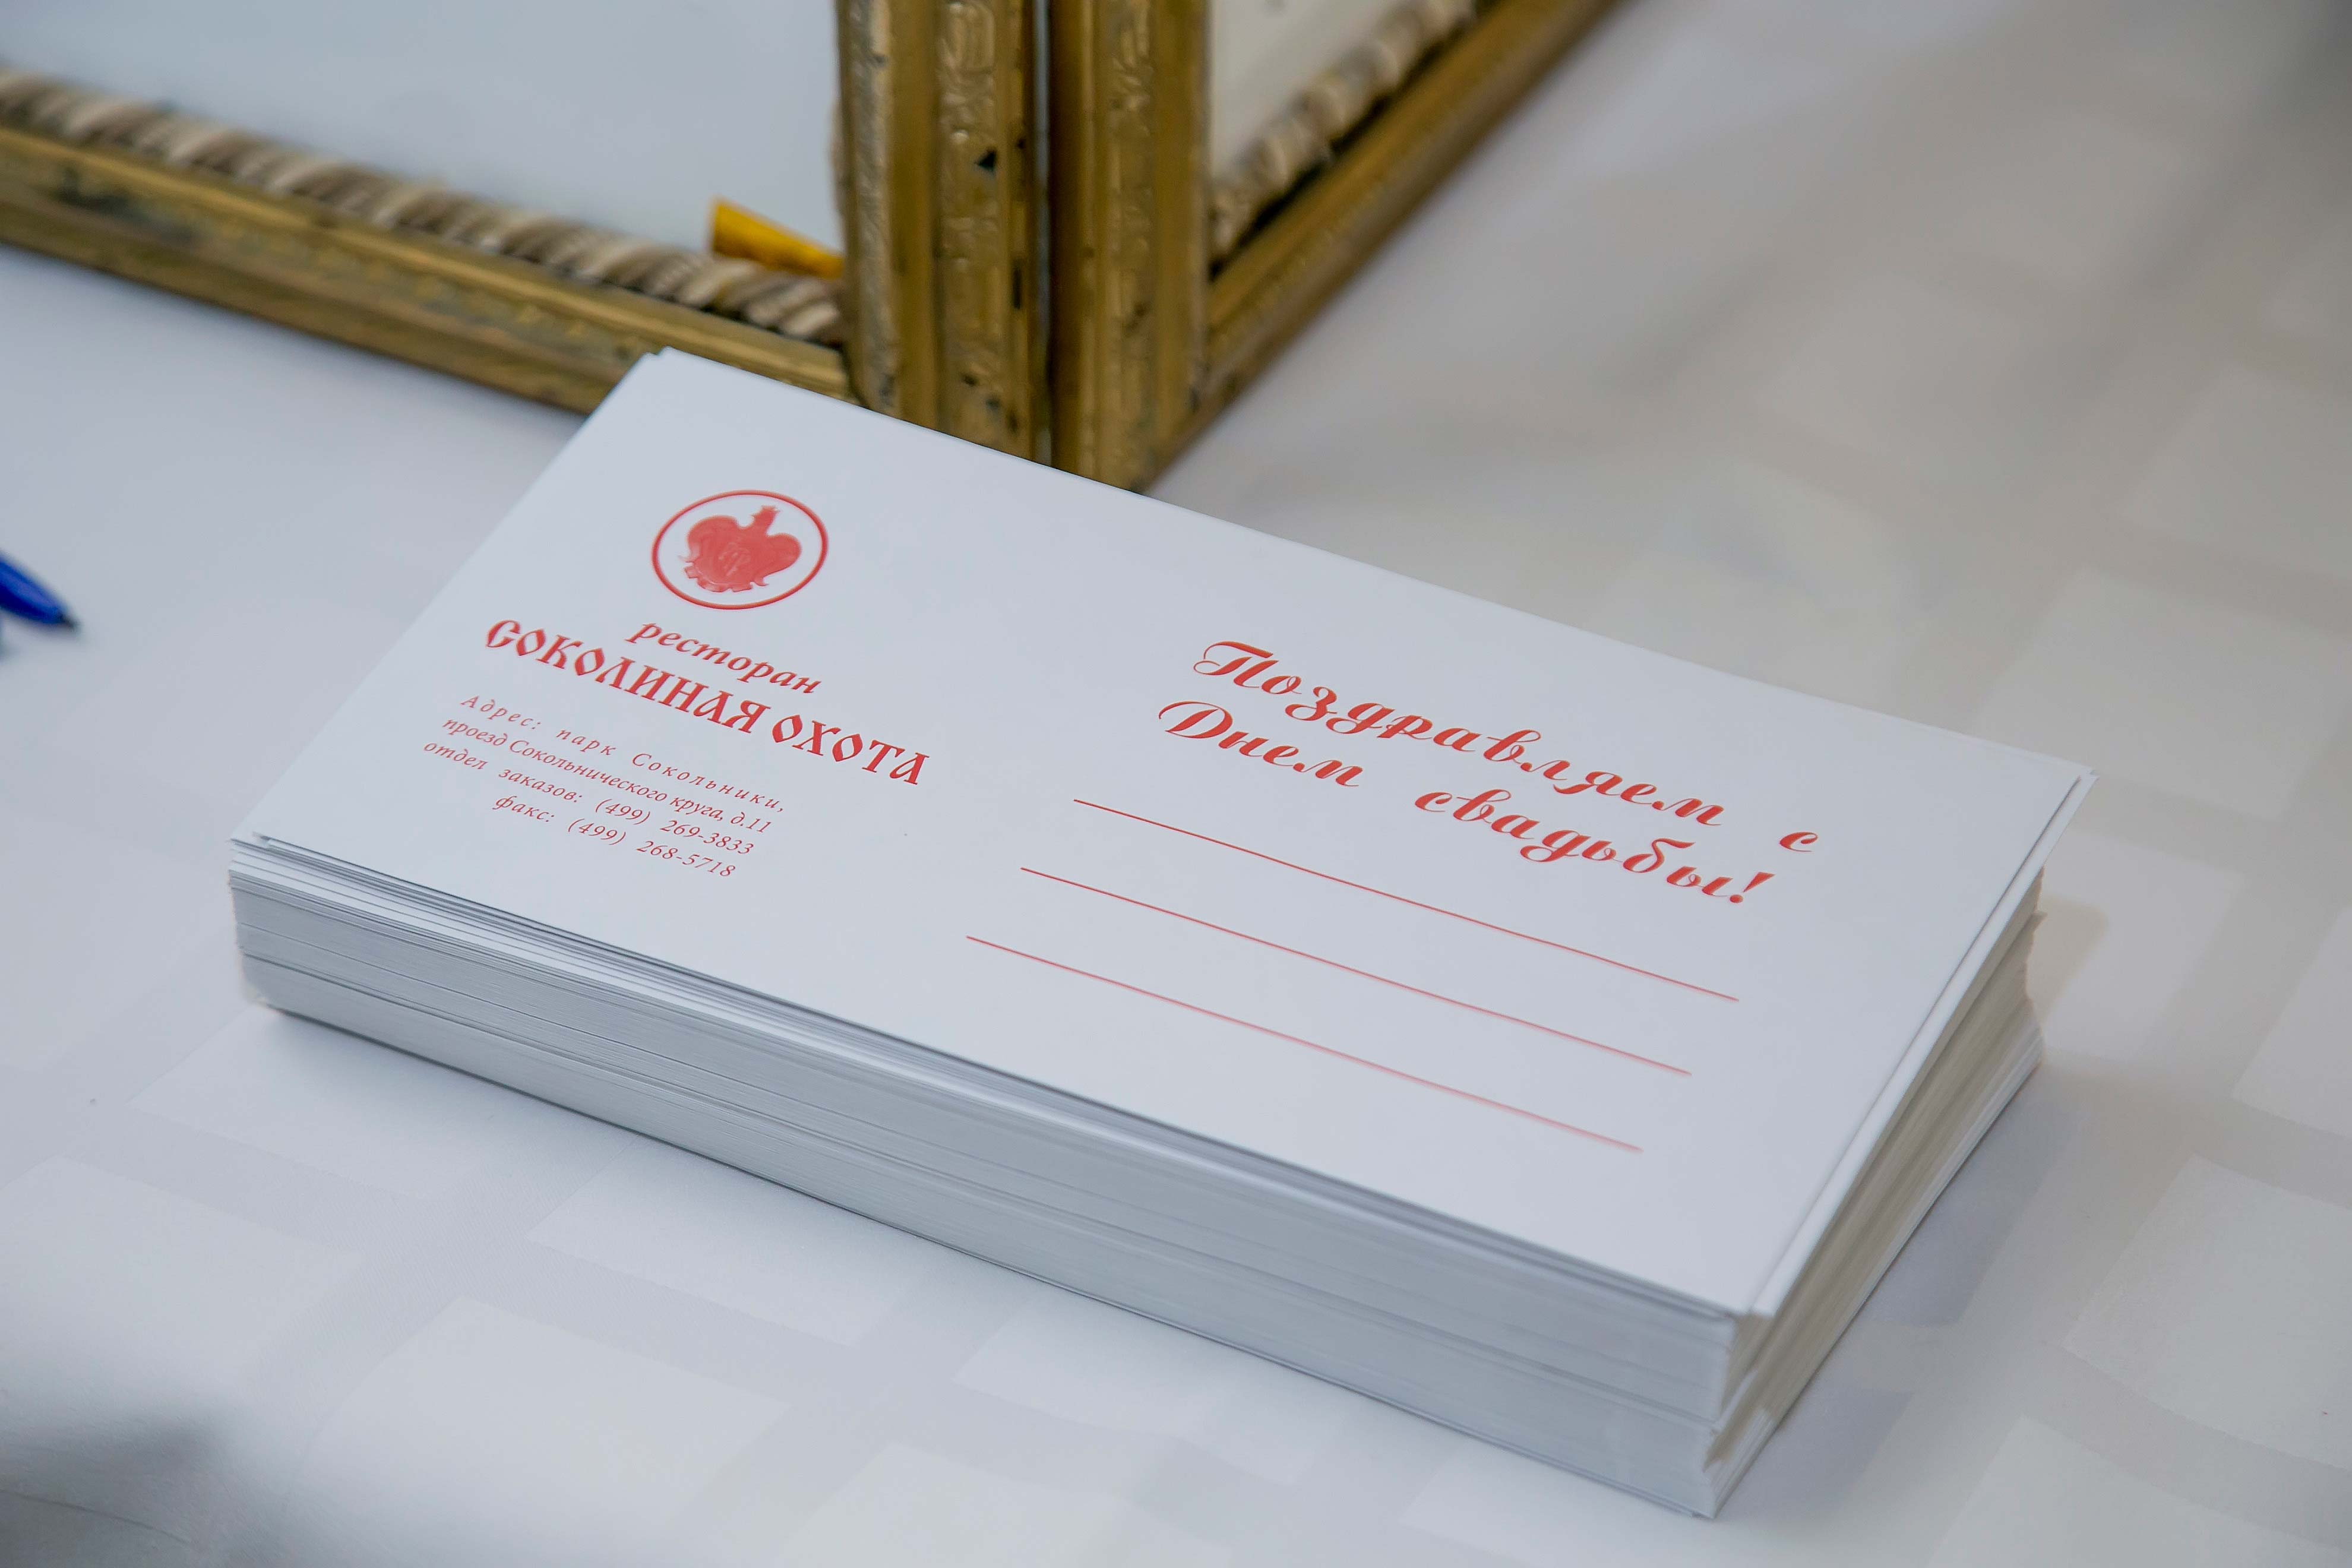 ресторан
СОКОЛИНАЯ ОХОТА
Адрес: парк Сокольники,
проезд Сокольнического круга, д.11
отдел заказов: (499) 269-3833
факс: (499) 268-5718
Поздравляем с
Днем свадьбы!